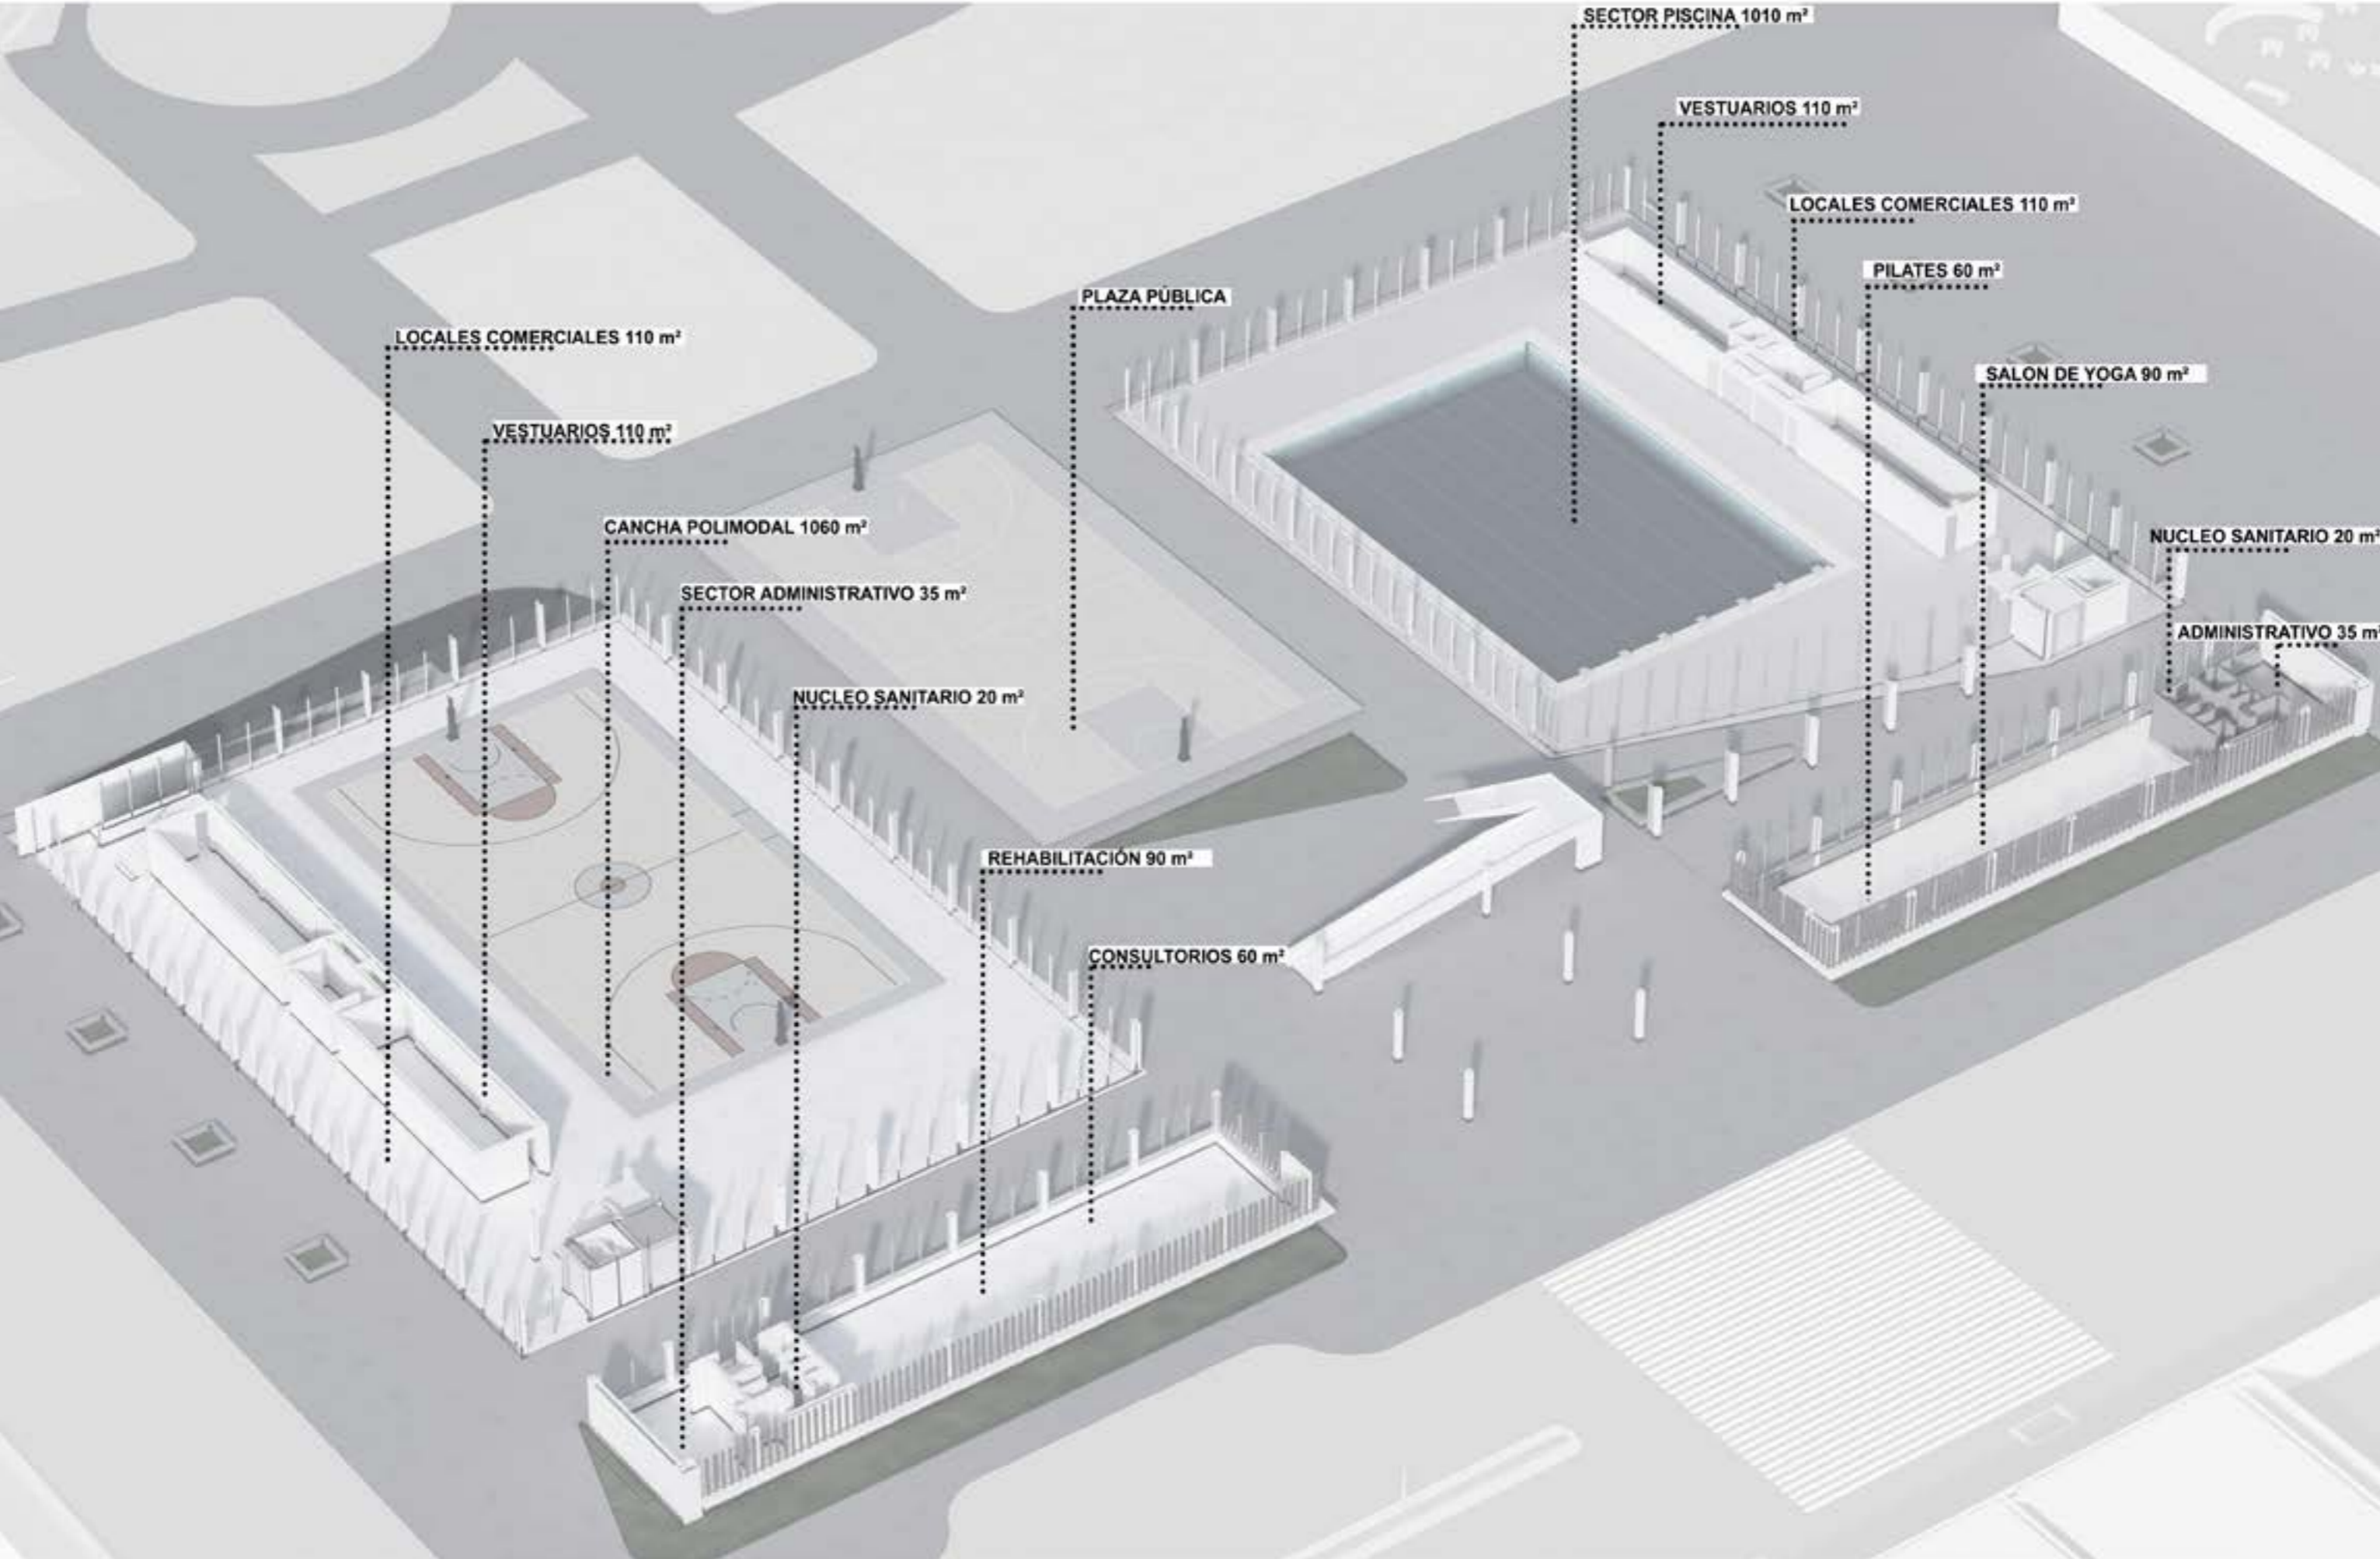 SECTOR PISCINA 1010 m²
VESTUARIOS 110 m²
LOCALES COMERCIALES 110 m²
PILATES 60 m²
PLAZA PÚBLICA
LOCALES COMERCIALES 110 m²
SALON DE YOGA 90 m²
VESTUARIOS 110 m²
CANCHA POLIMODAL 1060 m²
NUCLEO SANITARIO 20 m²
SECTOR ADMINISTRATIVO 35 m²
ADMINISTRATIVO 35 m²
NUCLEO SANITARIO 20 m²
REHABILITACIÓN 90 m²
CONSULTORIOS 60 m²